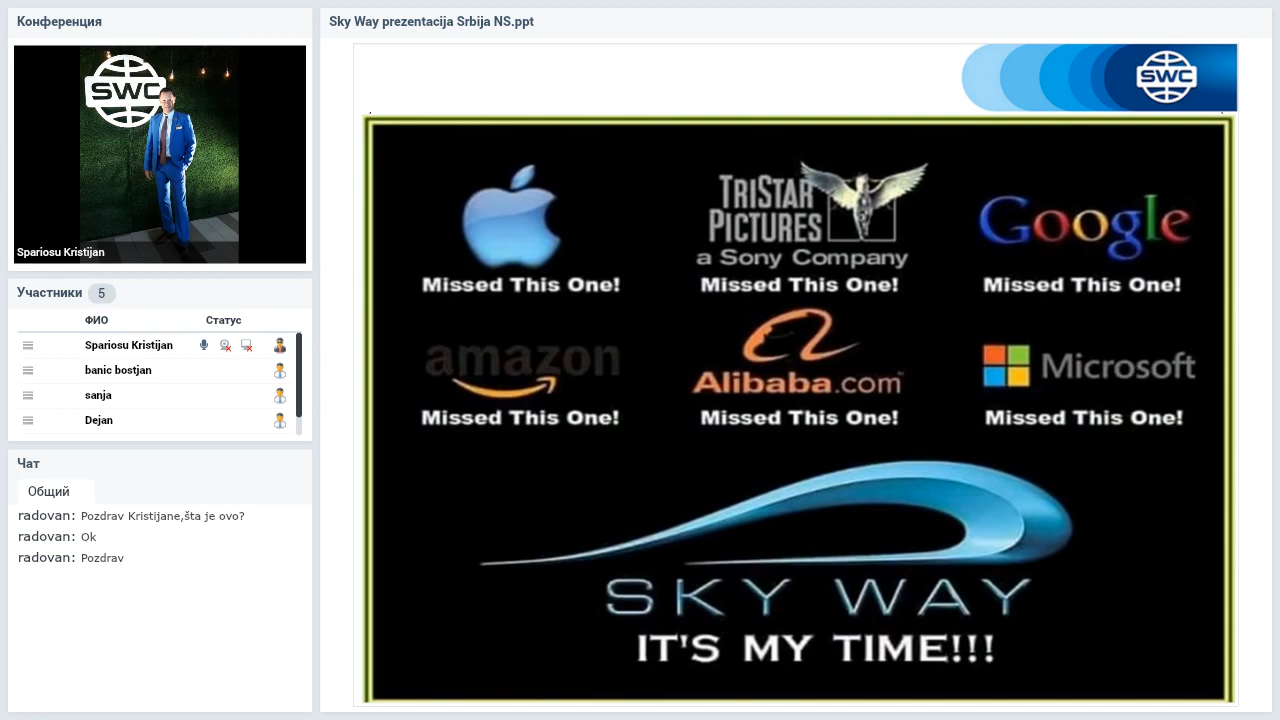 Конференция
SWC
Spariosu Kristijan
Участники 5
ФИО Статус
Spariosu Kristijan
banic bostjan
sanja
Dejan
Чат
Общий
radovan: Pozdrav Kristijane,šta je ovo?
radovan: Ok
radovan: Pozdrav
Sky Way prezentacija Srbija NS.ppt
SWC
TRISTAR
PICTURES
a Sony Company
Google
Missed This One! Missed This One! Missed This One!
amazon Alibaba.com Microsoft
Missed This One! Missed This One! Missed This One!
SKY WAY
IT'S MY TIME!!!